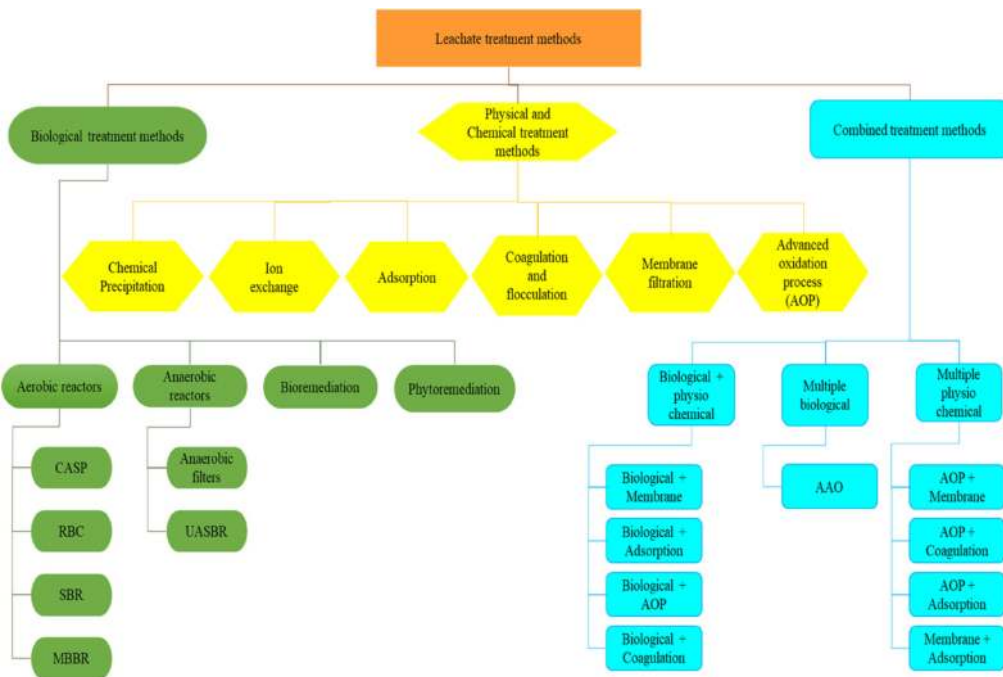 Leachate treatment methods
Biological treatment methods
Physical and
Chemical treatment
methods
Combined treatment methods
Chemical
Precipitation
Ion
exchange
Adsorption
Coagulation
and
flocculation
Membrane
filtration
Advanced
oxidation
process
(AOP)
Aerobic reactors
Anaerobic
reactors
Bioremediation
Phytoremediation
Biological +
physio
chemical
Multiple
biological
Multiple
physio
chemical
CASP
RBC
SBR
MBBR
Anaerobic
filters
UASBR
Biological +
Membrane
Biological +
Adsorption
Biological +
AOP
Biological +
Coagulation
AAO
AOP +
Membrane
AOP +
Coagulation
AOP +
Adsorption
Membrane +
Adsorption